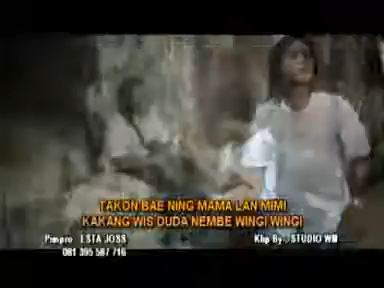 TAKON BAE NING MAMA LAN MIMI
KAKANG WIS DUDA NEMBE WINGI WINGI
Pimpro ESTA JOSS
081 395 587 716
Klip By. STUDIO WM